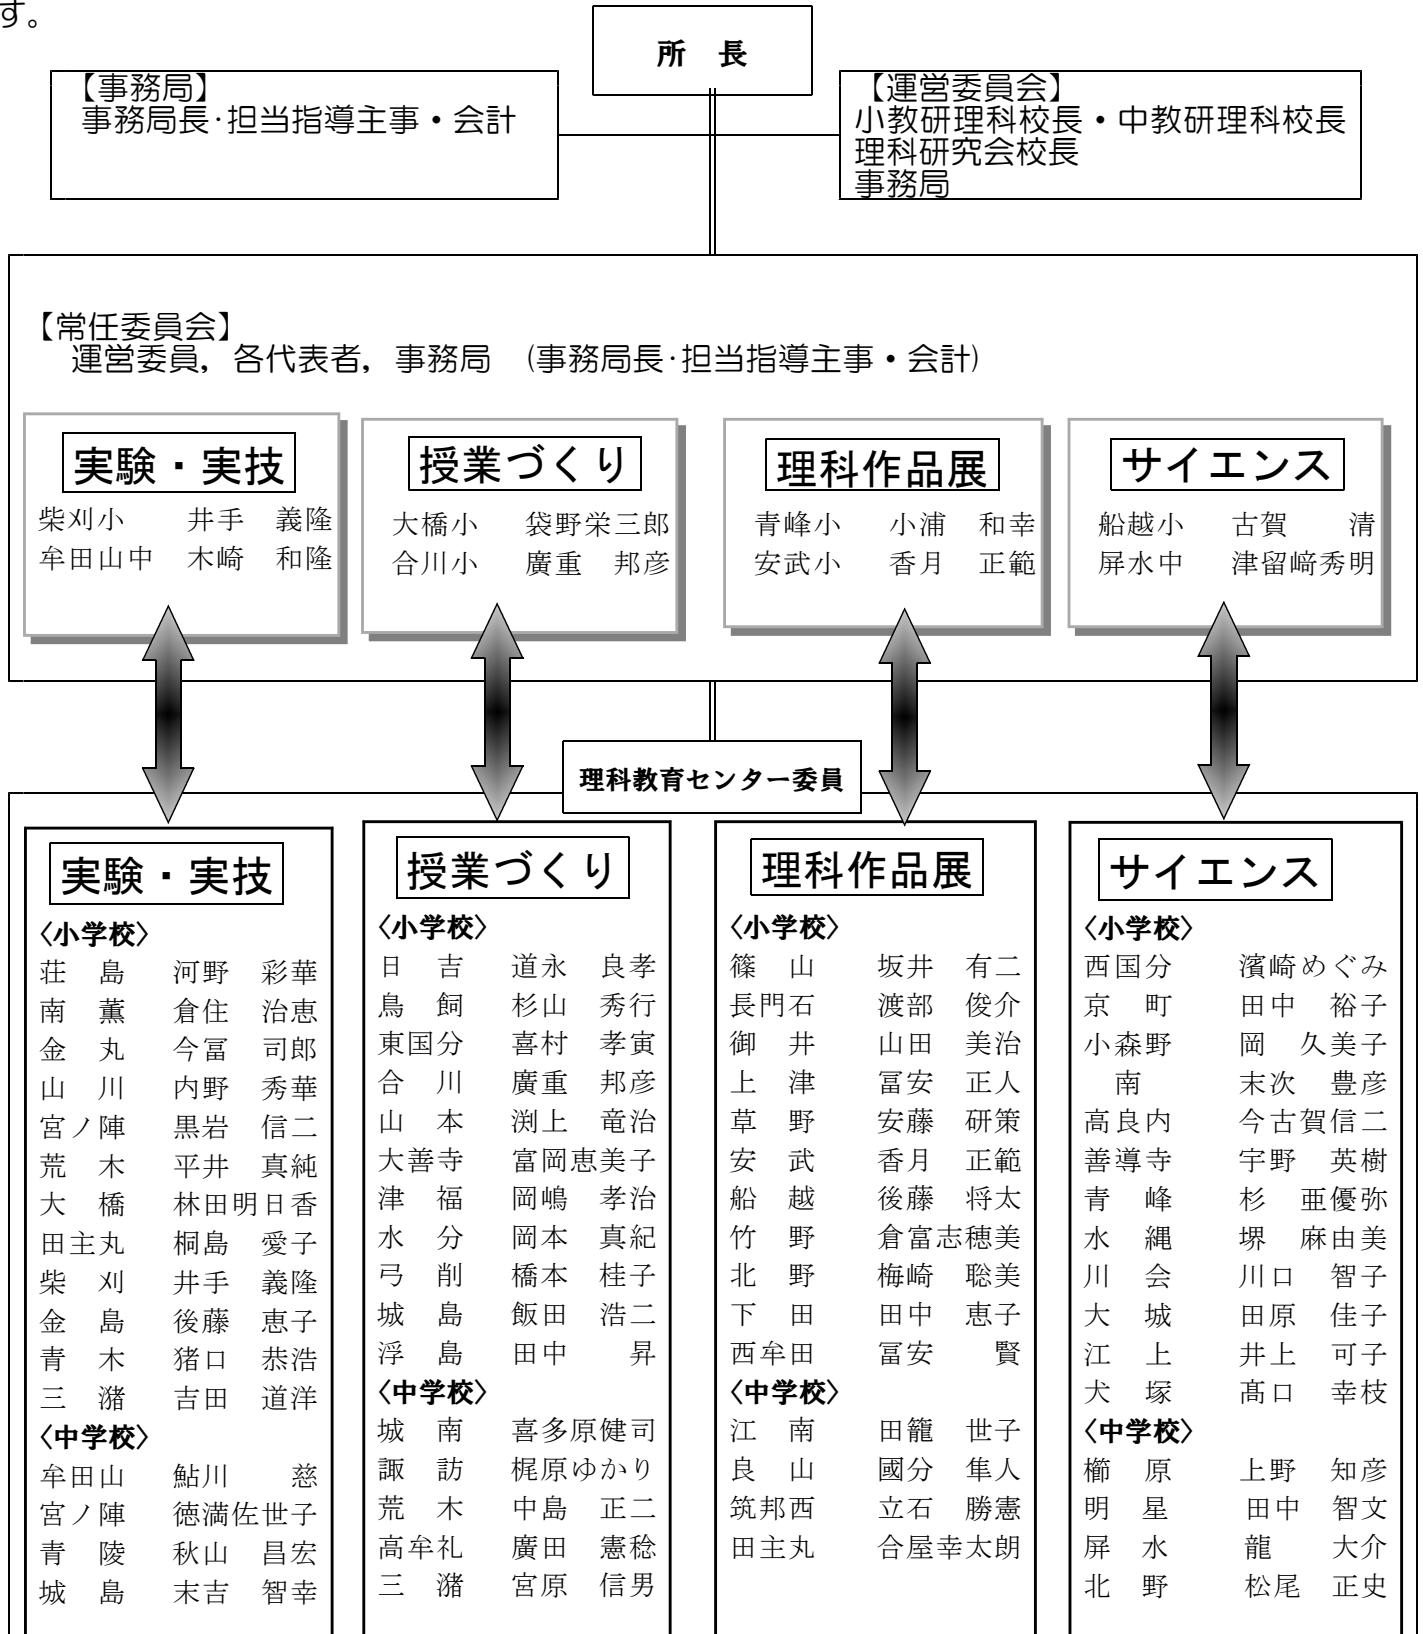 す。
所　長
【事務局】
事務局長･担当指導主事・会計
【運営委員会】
小教研理科校長・中教研理科校長
理科研究会校長
事務局
【常任委員会】
運営委員，各代表者，事務局　（事務局長･担当指導主事・会計）
実験・実技
柴刈小　井手　義隆
牟田山中　木崎　和隆
授業づくり
大橋小　袋野栄三郎
合川小　廣重　邦彦
理科作品展
青峰小　小浦　和幸
安武小　香月　正範
サイエンス
船越小　古賀　　清
屏水中　津留﨑秀明
理科教育センター委員
実験・実技
〈小学校〉
荘　島　河野　彩華
南　薫　倉住　治恵
金　丸　今冨　司郎
山　川　内野　秀華
宮ノ陣　黒岩　信二
荒　木　平井　真純
大　橋　林田明日香
田主丸　桐島　愛子
柴　刈　井手　義隆
金　島　後藤　恵子
青　木　猪口　恭浩
三　潴　吉田　道洋
〈中学校〉
牟田山　鮎川　　慈
宮ノ陣　徳満佐世子
青　陵　秋山　昌宏
城　島　末吉　智幸
授業づくり
〈小学校〉
日　吉　道永　良孝
鳥　飼　杉山　秀行
東国分　喜村　孝寅
合　川　廣重　邦彦
山　本　渕上　竜治
大善寺　富岡恵美子
津　福　岡嶋　孝治
水　分　岡本　真紀
弓　削　橋本　桂子
城　島　飯田　浩二
浮　島　田中　　昇
〈中学校〉
城　南　喜多原健司
諏　訪　梶原ゆかり
荒　木　中島　正二
高牟礼　廣田　憲稔
三　潴　宮原　信男
理科作品展
〈小学校〉
篠　山　坂井　有二
長門石　渡部　俊介
御　井　山田　美治
上　津　冨安　正人
草　野　安藤　研策
安　武　香月　正範
船　越　後藤　将太
竹　野　倉富志穂美
北　野　梅崎　聡美
下　田　田中　恵子
西牟田　冨安　　賢
〈中学校〉
江　南　田籠　世子
良　山　國分　隼人
筑邦西　立石　勝憲
田主丸　合屋幸太朗
サイエンス
〈小学校〉
西国分　濱崎めぐみ
京　町　田中　裕子
小森野　岡　久美子
南　末次　豊彦
高良内　今古賀信二
善導寺　宇野　英樹
青　峰　杉　亜優弥
水　縄　堺　麻由美
川　会　川口　智子
大　城　田原　佳子
江　上　井上　可子
犬　塚　髙口　幸枝
〈中学校〉
櫛　原　上野　知彦
明　星　田中　智文
屏　水　龍　　大介
北　野　松尾　正史